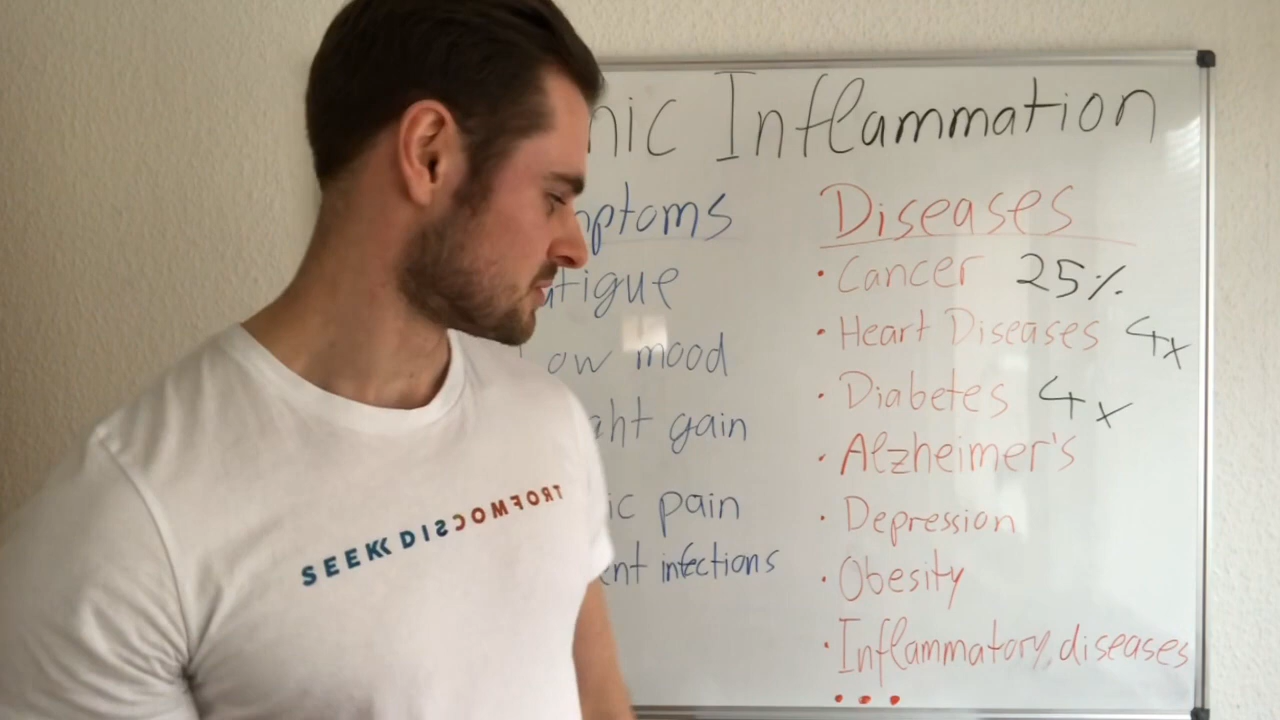 nic Inflammation
mptoms
atigue
ow mood
ght gain
ic pain
ent infections
Diseases
• Cancer 25%
• Heart Diseases 4x
• Diabetes 4x
• Alzheimer's
• Depression
• Obesity
• Inflammatory diseases
• • •
SEEK DISCOMFORT